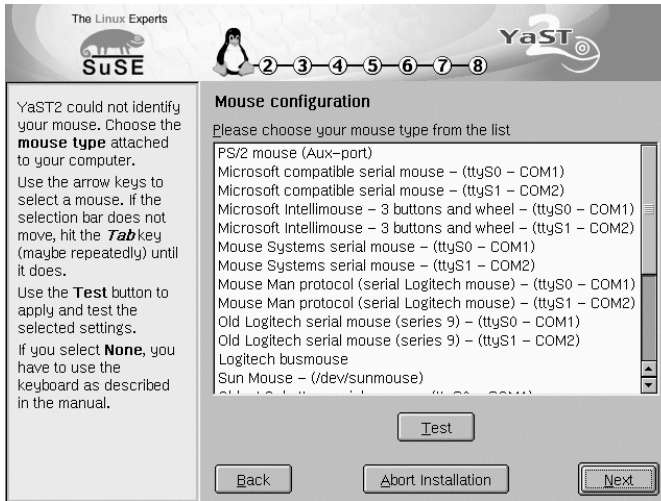 The Linux Experts
SuSE
2 3 4 5 6 7 8
YaST
2
YaST2 could not identify
your mouse. Choose the
mouse type attached
to your computer.
Use the arrow keys to
select a mouse. If the
selection bar does not
move, hit the Tab key
(maybe repeatedly) until
it does.
Use the Test button to
apply and test the
selected settings.
If you select None, you
have to use the
keyboard as described
in the manual.
Mouse configuration
Please choose your mouse type from the list
PS/2 mouse (Aux-port)
Microsoft compatible serial mouse - (ttyS0 - COM1)
Microsoft compatible serial mouse - (ttyS1 - COM2)
Microsoft Intellimouse - 3 buttons and wheel - (ttyS0 - COM1)
Microsoft Intellimouse - 3 buttons and wheel - (ttyS1 - COM2)
Mouse Systems serial mouse - (ttyS0 - COM1)
Mouse Systems serial mouse - (ttyS1 - COM2)
Mouse Man protocol (serial Logitech mouse) - (ttyS0 - COM1)
Mouse Man protocol (serial Logitech mouse) - (ttyS1 - COM2)
Old Logitech serial mouse (series 9) - (ttyS0 - COM1)
Old Logitech serial mouse (series 9) - (ttyS1 - COM2)
Logitech busmouse
Sun Mouse - (/dev/sunmouse)
Test
Back
Abort Installation
Next